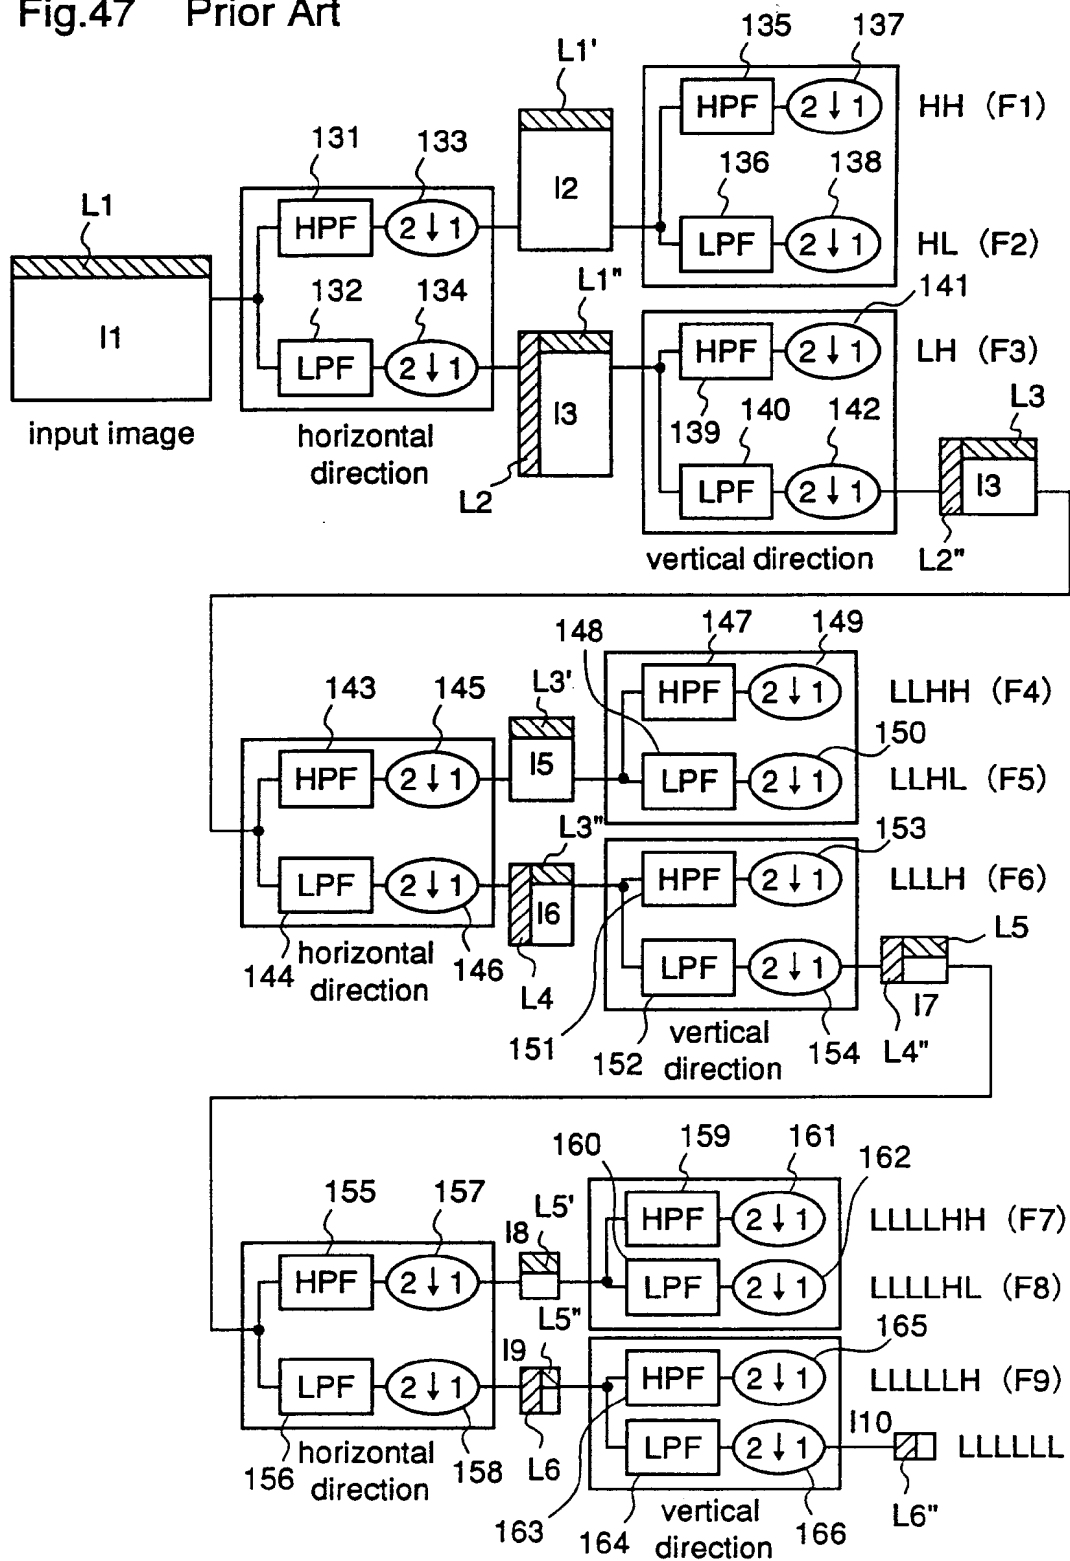 Fig.47 Prior Art
135 137
L1'
HPF 2↓1 HH (F1)
131 133
136 138
I2
L1
HPF 2↓1
LPF 2↓1 HL (F2)
132 134
L1"
141
I1
HPF 2↓1 LH (F3)
LPF 2↓1
I3
139 140 142
L3
input image
horizontal
direction
L2
LPF 2↓1
I3
vertical direction
L2"
148 147 149
143 145
L3'
HPF 2↓1 LLHH (F4)
150
HPF 2↓1
I5
LPF 2↓1 LLHL (F5)
L3"
153
LPF 2↓1
I6
HPF 2↓1 LLLH (F6)
L5
144
horizontal
direction
146
L4
LPF 2↓1
I7
151
152
vertical
direction
154
L4"
160 159 161
162
155 157
I8 L5'
HPF 2↓1 LLLLHH (F7)
HPF 2↓1
LPF 2↓1 LLLLHL (F8)
L5"
165
I9
LPF 2↓1
HPF 2↓1 LLLLLH (F9)
I10
156
horizontal
direction
158
L6
LPF 2↓1 LLLLLL
163
164
vertical
direction
166
L6"